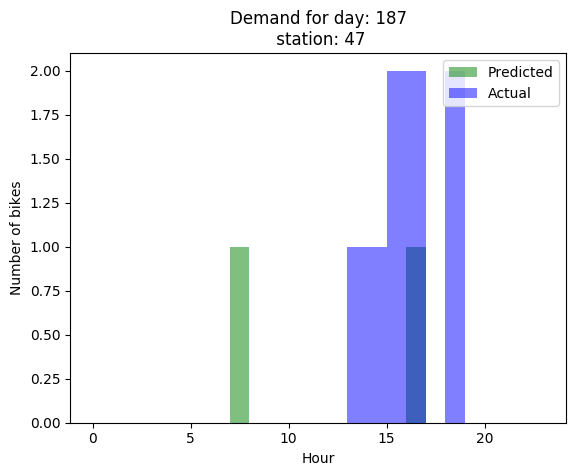 Demand for day: 187
station: 47
Predicted
Actual
2.00
1.75
1.50
1.25
1.00
0.75
0.50
0.25
0.00
Number of bikes
0 5 10 15 20
Hour